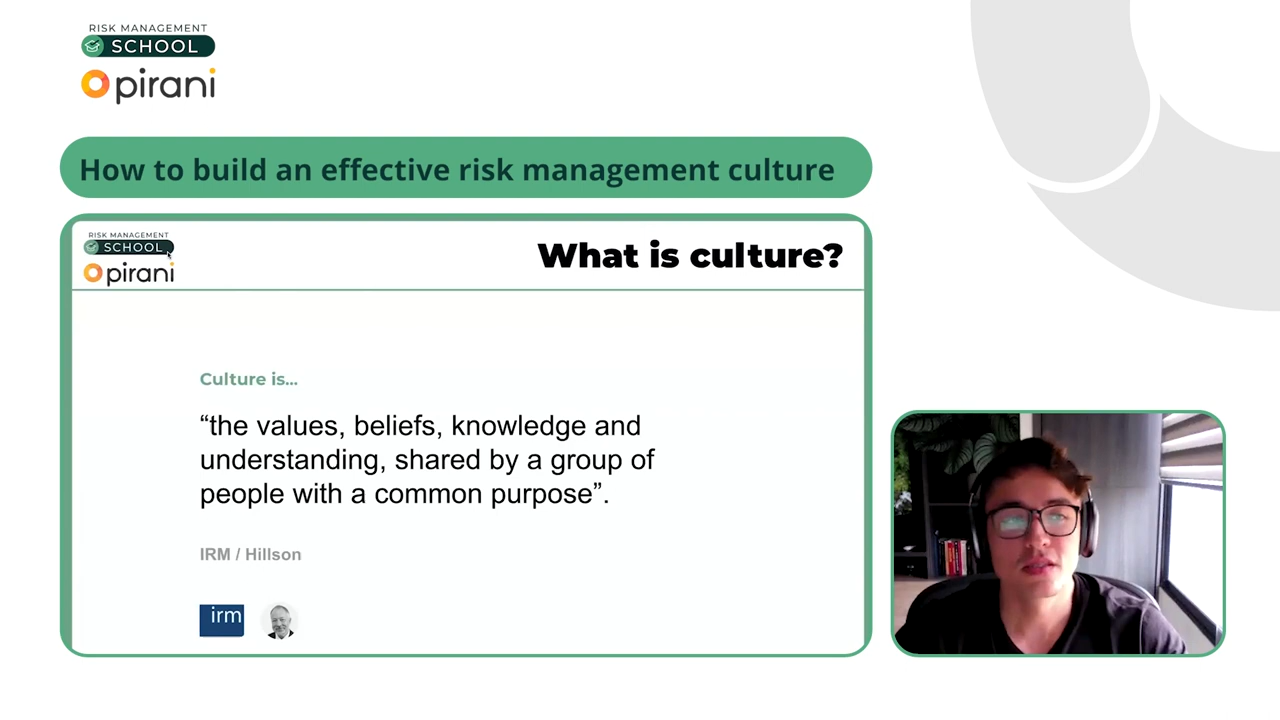 RISK MANAGEMENT
SCHOOL
pirani
How to build an effective risk management culture
RISK MANAGEMENT
SCHOOL
pirani
What is culture?
Culture is...
“the values, beliefs, knowledge and
understanding, shared by a group of
people with a common purpose”.
IRM / Hillson
irm